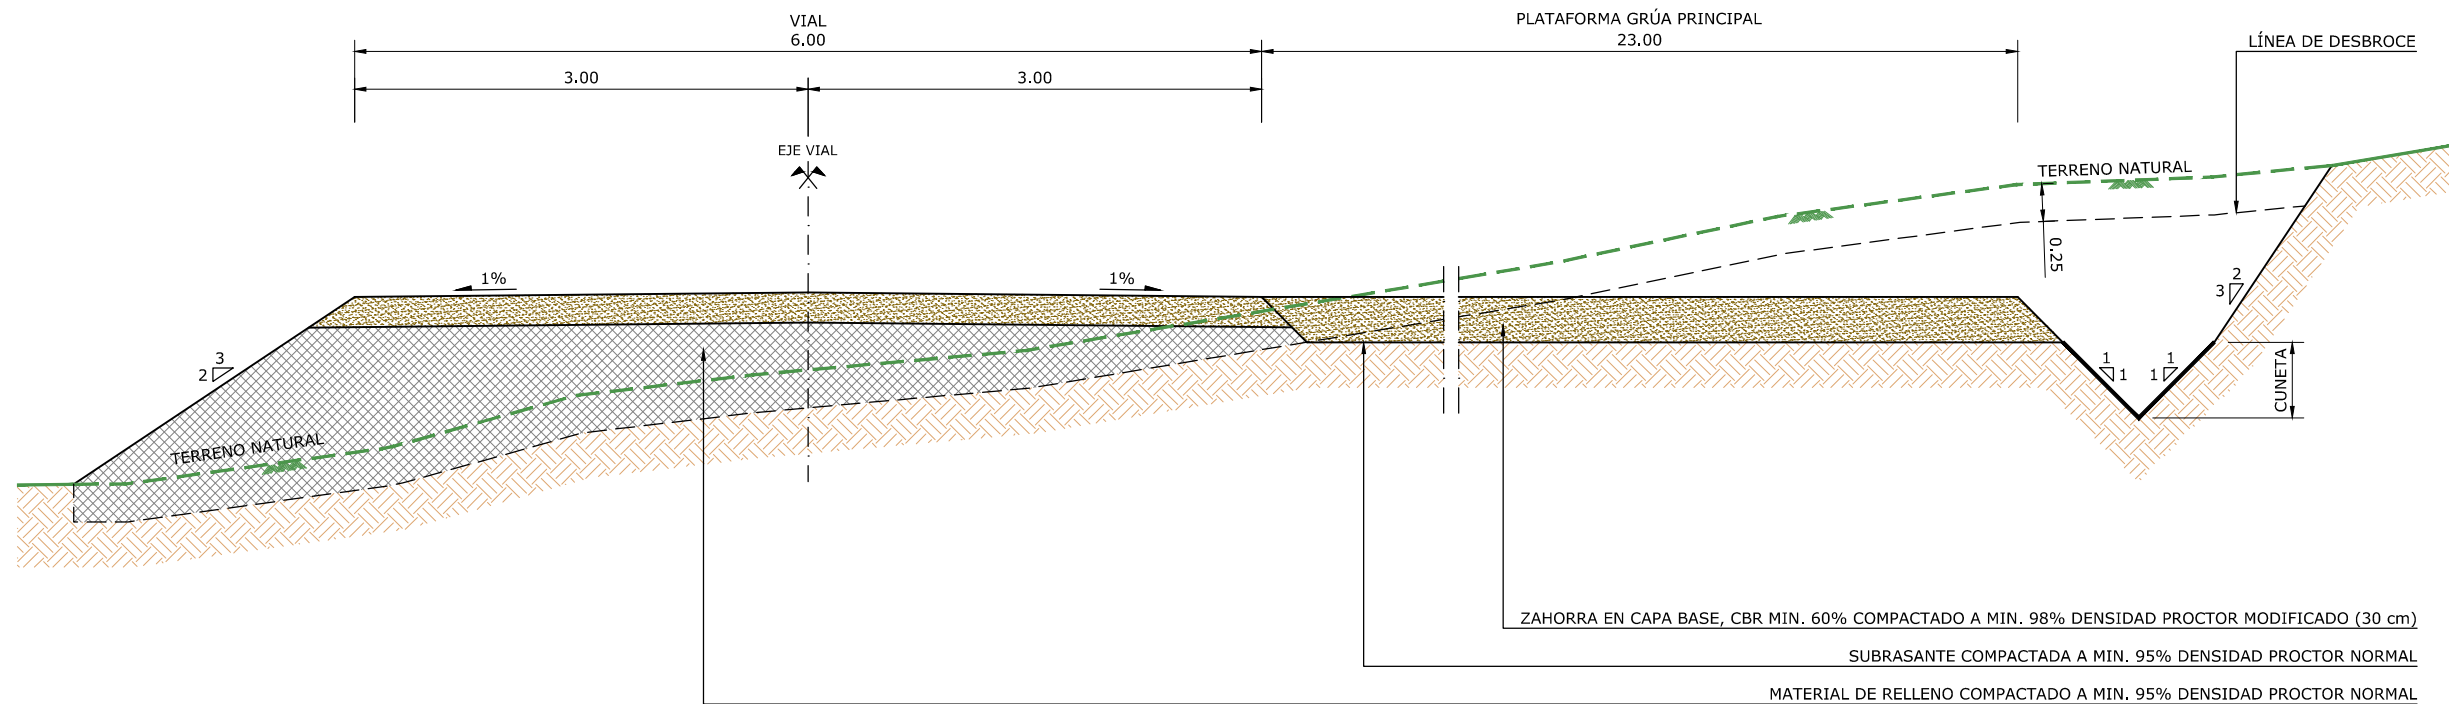 VIAL
6.00
PLATAFORMA GRÚA PRINCIPAL
23.00
LÍNEA DE DESBROCE
3.00
3.00
EJE VIAL
TERRENO NATURAL
0.25
1%
1%
2
3
3
2
1
1
1
1
CUNETA
TERRENO NATURAL
ZAHORRA EN CAPA BASE, CBR MIN. 60% COMPACTADO A MIN. 98% DENSIDAD PROCTOR MODIFICADO (30 cm)
SUBRASANTE COMPACTADA A MIN. 95% DENSIDAD PROCTOR NORMAL
MATERIAL DE RELLENO COMPACTADO A MIN. 95% DENSIDAD PROCTOR NORMAL